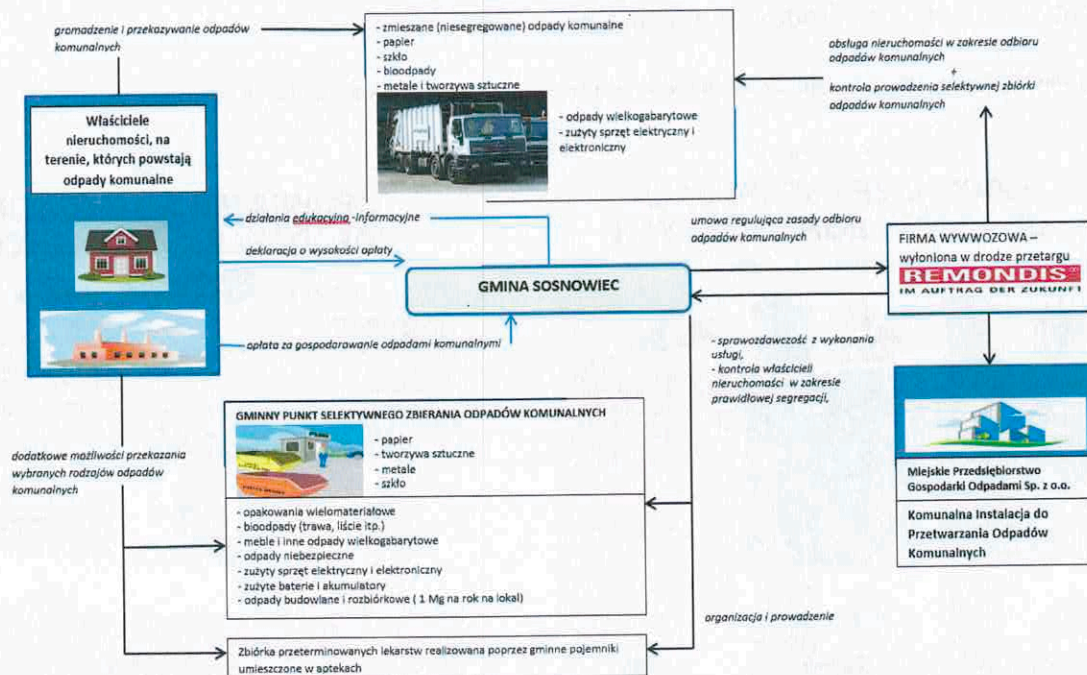 gromadzenie i przekazywanie odpadów
komunalnych
- zmieszane (niesegregowane) odpady komunalne
- papier
- szkło
- bioodpady
- metale i tworzywa sztuczne
- odpady wielkogabarytowe
- zużyty sprzęt elektryczny i
elektroniczny
obsługa nieruchomości w zakresie odbioru
odpadów komunalnych
+
kontrola prowadzenia selektywnej zbiórki
odpadów komunalnych
Właściciele
nieruchomości, na
terenie, których powstają
odpady komunalne
działania edukacyjno -informacyjne
deklaracja o wysokości opłaty
opłata za gospodarowanie odpadami komunalnymi
GMINA SOSNOWIEC
umowa regulująca zasady odbioru
odpadów komunalnych
FIRMA WYWWOZOWA –
wyłoniona w drodze przetargu
REMONDIS
IM AUFTRAG DER ZUKUNFT
- sprawozdawczość z wykonania
usługi,
- kontrola właścicieli
nieruchomości w zakresie
prawidłowej segregacji,
Miejskie Przedsiębiorstwo
Gospodarki Odpadami Sp. z o.o.
Komunalna Instalacja do
Przetwarzania Odpadów
Komunalnych
dodatkowe możliwości przekazania
wybranych rodzajów odpadów
komunalnych
GMINNY PUNKT SELEKTYWNEGO ZBIERANIA ODPADÓW KOMUNALNYCH
- papier
- tworzywa sztuczne
- metale
- szkło
- opakowania wielomateriałowe
- bioodpady (trawa, liście itp.)
- meble i inne odpady wielkogabarytowe
- odpady niebezpieczne
- zużyty sprzęt elektryczny i elektroniczny
- zużyte baterie i akumulatory
- odpady budowlane i rozbiórkowe ( 1 Mg na rok na lokal)
organizacja i prowadzenie
Zbiórka przeterminowanych lekarstw realizowana poprzez gminne pojemniki
umieszczone w aptekach